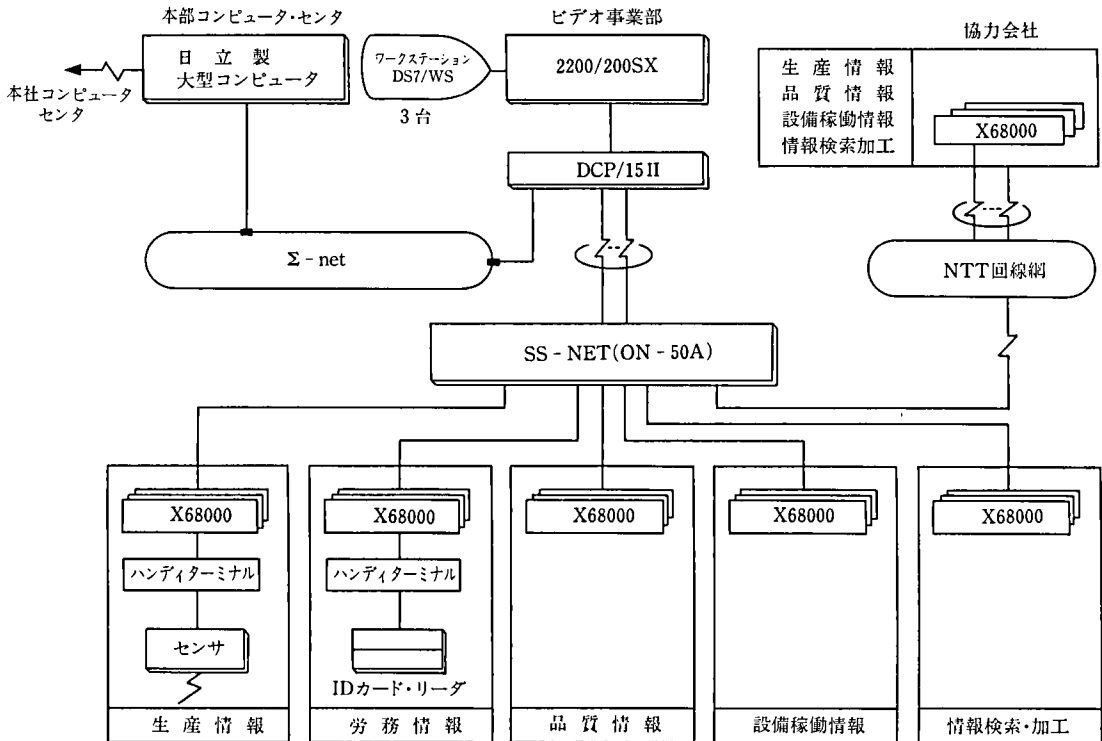 本部コンピュータ・センタ
日立製
大型コンピュータ
本社コンピュータ
センタ
ビデオ事業部
ワークステーション
DS7/WS
3台
2200/200SX
DCP/15II
Σ-net
協力会社
生産情報
品質情報
設備稼働情報
情報検索加工
X68000
NTT回線網
SS-NET(ON-50A)
X68000
ハンディターミナル
センサ
生産情報
X68000
ハンディターミナル
IDカード・リーダ
労務情報
X68000
品質情報
X68000
設備稼働情報
X68000
情報検索・加工